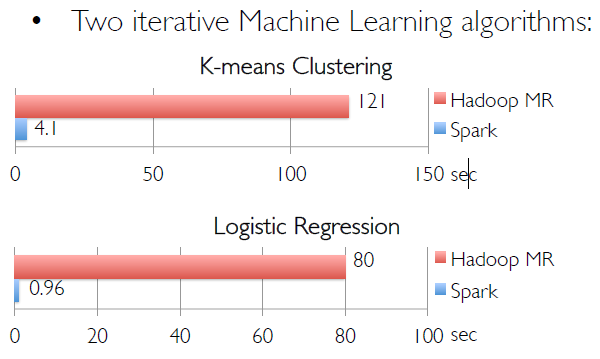 • Two iterative Machine Learning algorithms:
K-means Clustering
121
Hadoop MR
4.1
Spark
0 50 100 150 sec
Logistic Regression
80
Hadoop MR
0.96
Spark
0 20 40 60 80 100 sec